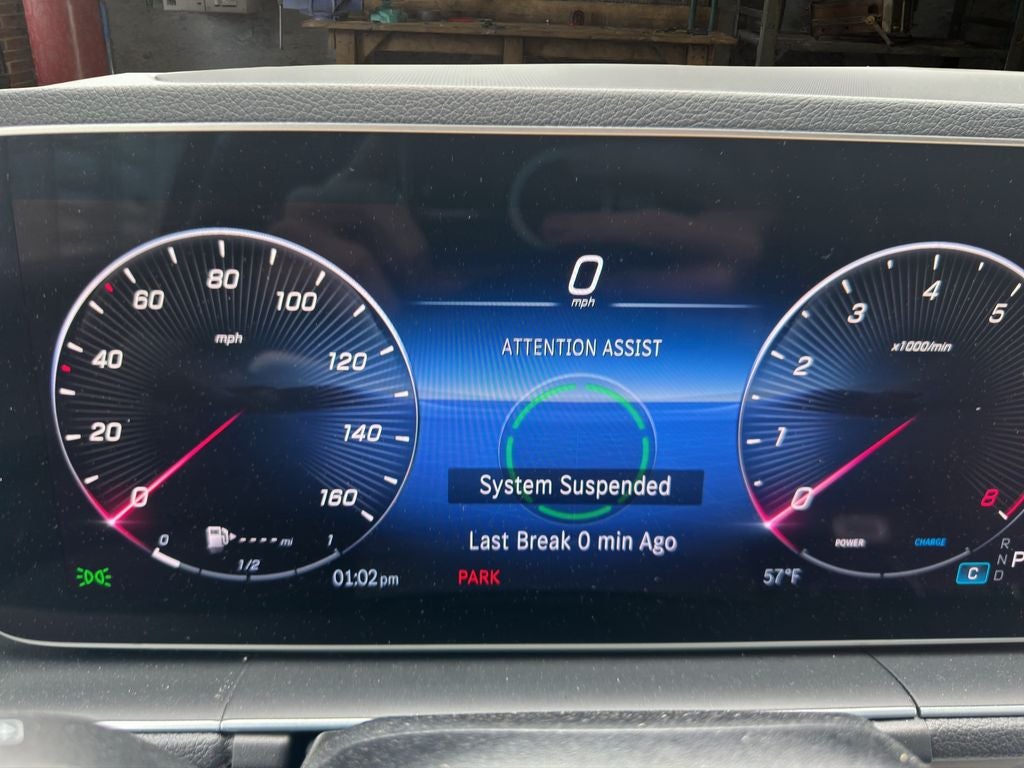 0
mph
ATTENTION ASSIST
System Suspended
Last Break 0 min Ago
PARK
80
60
100
mph
40
120
20
140
0
160
0
---- mi
1
1/2
01:02 pm
4
3
5
x1000/min
2
1
0
8
POWER
CHARGE
57°F
C
R
N
D
P